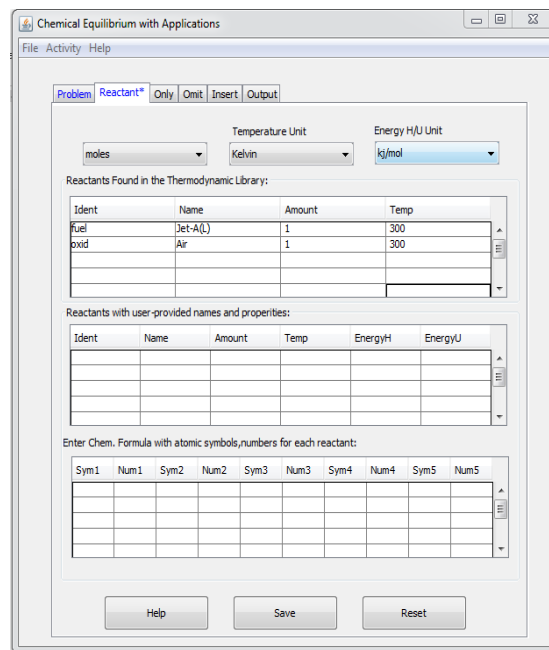 Chemical Equilibrium with Applications
File Activity Help
Problem Reactant* Only Omit Insert Output
Temperature Unit Energy H/U Unit
moles Kelvin kj/mol
Reactants Found in the Thermodynamic Library:
Ident Name Amount Temp
fuel Jet-A(L) 1 300
oxid Air 1 300
Reactants with user-provided names and properities:
Ident Name Amount Temp EnergyH EnergyU
Enter Chem. Formula with atomic symbols,numbers for each reactant:
Sym1 Num1 Sym2 Num2 Sym3 Num3 Sym4 Num4 Sym5 Num5
Help Save Reset